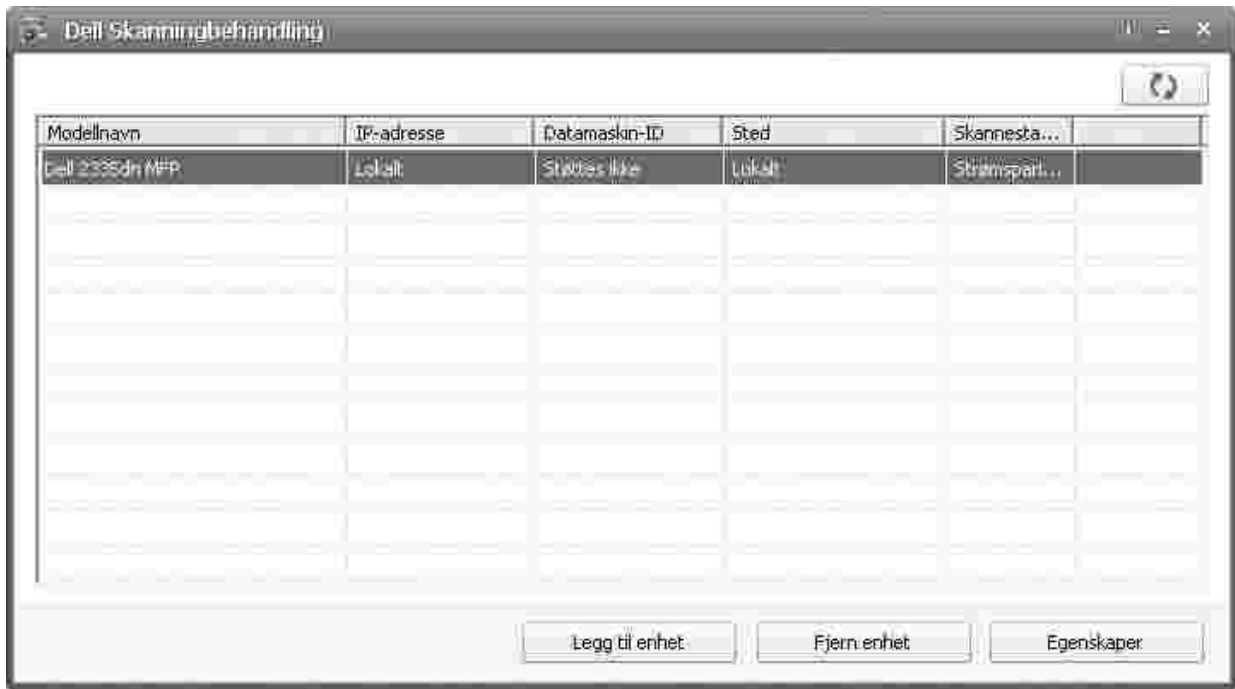 Dell Skanningbehandling
Modellnavn IP-adresse Datamaskin-ID Sted Skannesta...
Dell 2335dn MFP Lokalt Støttes ikke Lokalt Strømspari...
Legg til enhet Fjern enhet Egenskaper